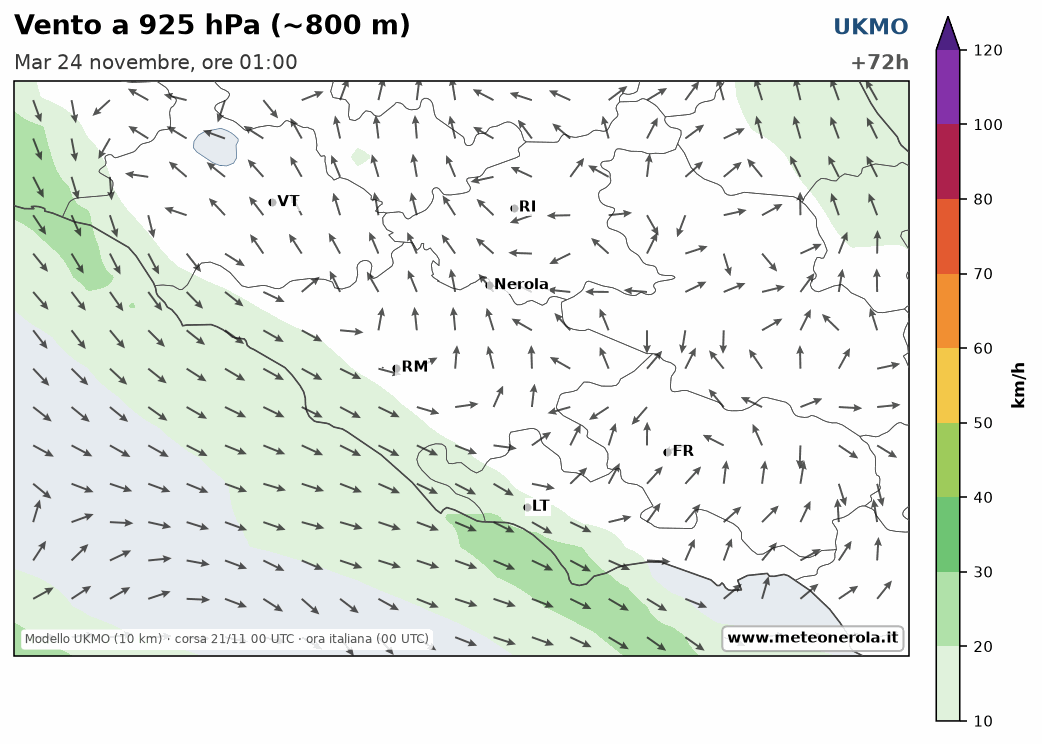 Vento a 925 hPa (~800 m)
UKMO
Mar 24 novembre, ore 01:00
+72h
VT
RI
Nerola
RM
FR
LT
Modello UKMO (10 km) · corsa 21/11 00 UTC · ora italiana (00 UTC)
www.meteonerola.it
120
100
80
70
60
50
40
30
20
10
km/h